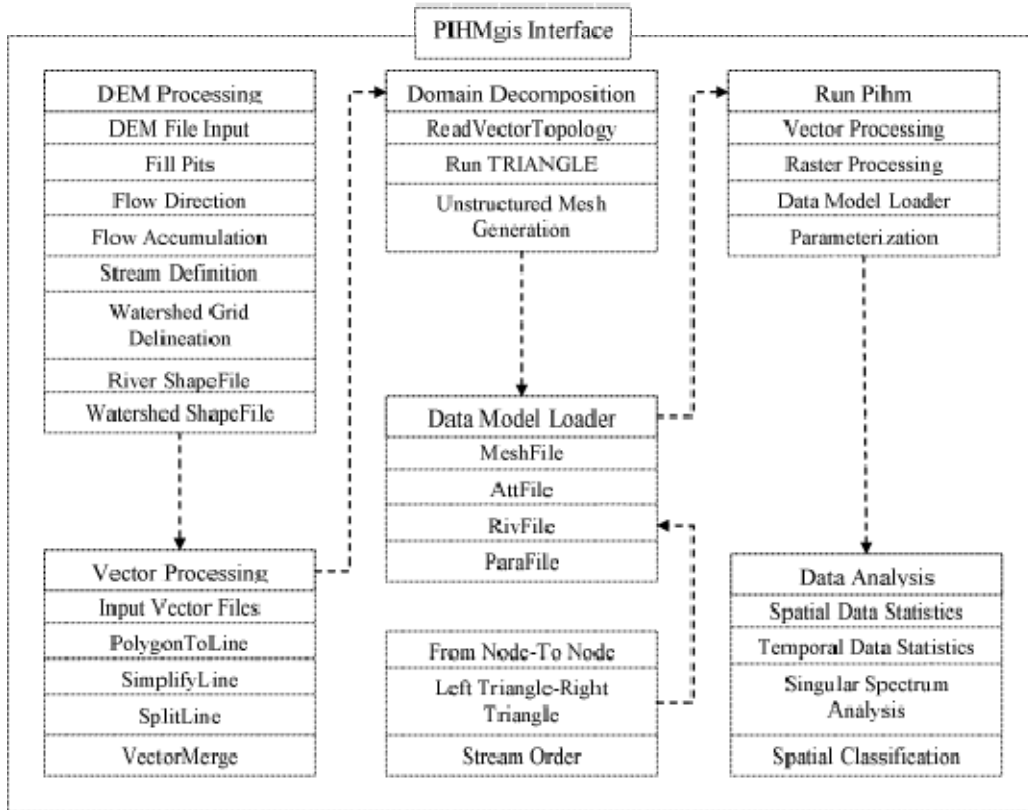 PIHMgis Interface
DEM Processing
DEM File Input
Fill Pits
Flow Direction
Flow Accumulation
Stream Definition
Watershed Grid
Delineation
River ShapeFile
Watershed ShapeFile
Vector Processing
Input Vector Files
PolygonToLine
SimplifyLine
SplitLine
VectorMerge
Domain Decomposition
ReadVectorTopology
Run TRIANGLE
Unstructured Mesh
Generation
Data Model Loader
MeshFile
AttFile
RivFile
ParaFile
From Node-To Node
Left Triangle-Right
Triangle
Stream Order
Run Pihm
Vector Processing
Raster Processing
Data Model Loader
Parameterization
Data Analysis
Spatial Data Statistics
Temporal Data Statistics
Singular Spectrum
Analysis
Spatial Classification